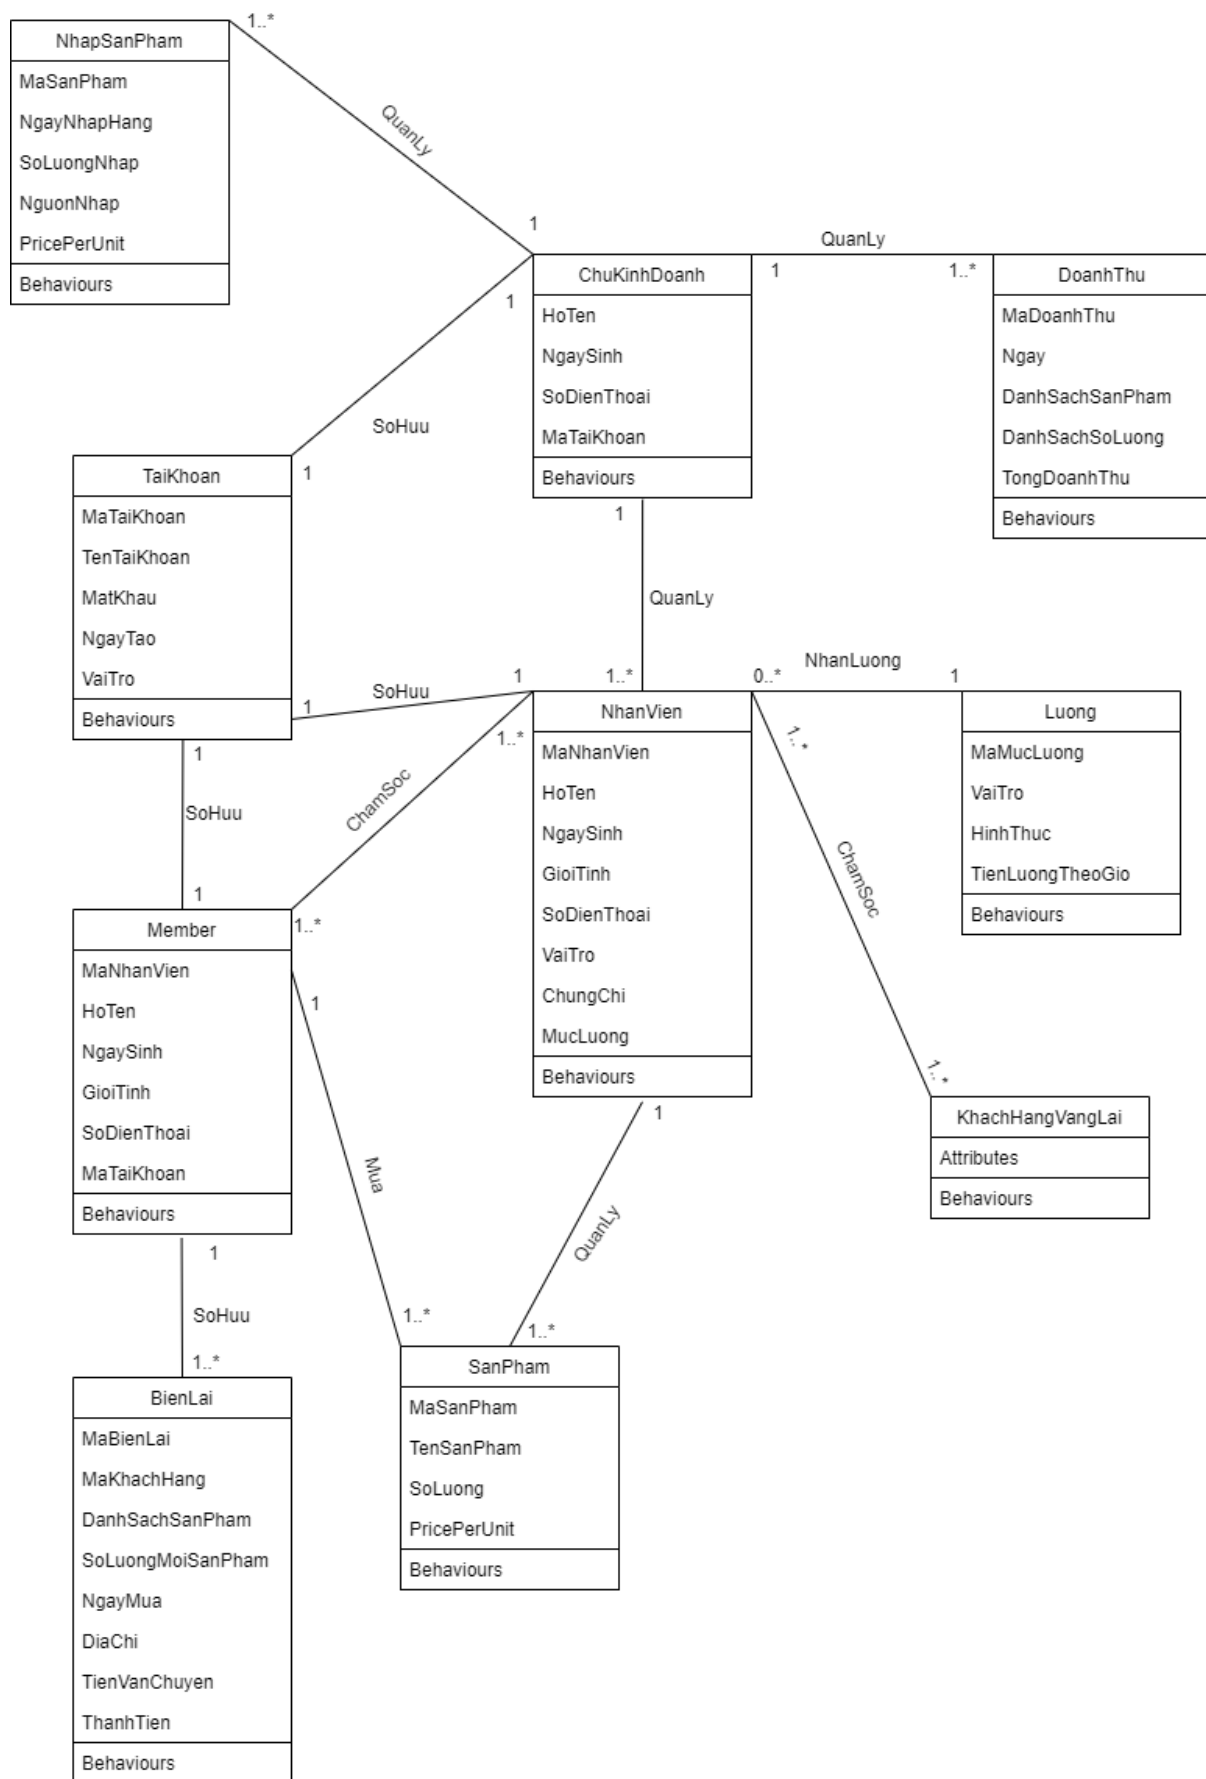 NhapSanPham
MaSanPham
NgayNhapHang
SoLuongNhap
NguonNhap
PricePerUnit
Behaviours
1..*
QuanLy
1
ChuKinhDoanh
HoTen
NgaySinh
SoDienThoai
MaTaiKhoan
Behaviours
QuanLy
1
1..*
DoanhThu
MaDoanhThu
Ngay
DanhSachSanPham
DanhSachSoLuong
TongDoanhThu
Behaviours
1
SoHuu
1
TaiKhoan
MaTaiKhoan
TenTaiKhoan
MatKhau
NgayTao
VaiTro
Behaviours
1
QuanLy
1..*
1
SoHuu
1
NhanVien
MaNhanVien
HoTen
NgaySinh
GioiTinh
SoDienThoai
VaiTro
ChungChi
MucLuong
Behaviours
0..*
NhanLuong
1
Luong
MaMucLuong
VaiTro
HinhThuc
TienLuongTheoGio
Behaviours
1..*
ChamSoc
1..*
1..*
ChamSoc
1..*
KhachHangVangLai
Attributes
Behaviours
1
SoHuu
1
Member
MaNhanVien
HoTen
NgaySinh
GioiTinh
SoDienThoai
MaTaiKhoan
Behaviours
1
Mua
1..*
1
QuanLy
1..*
SanPham
MaSanPham
TenSanPham
SoLuong
PricePerUnit
Behaviours
1
SoHuu
1..*
BienLai
MaBienLai
MaKhachHang
DanhSachSanPham
SoLuongMoiSanPham
NgayMua
DiaChi
TienVanChuyen
ThanhTien
Behaviours